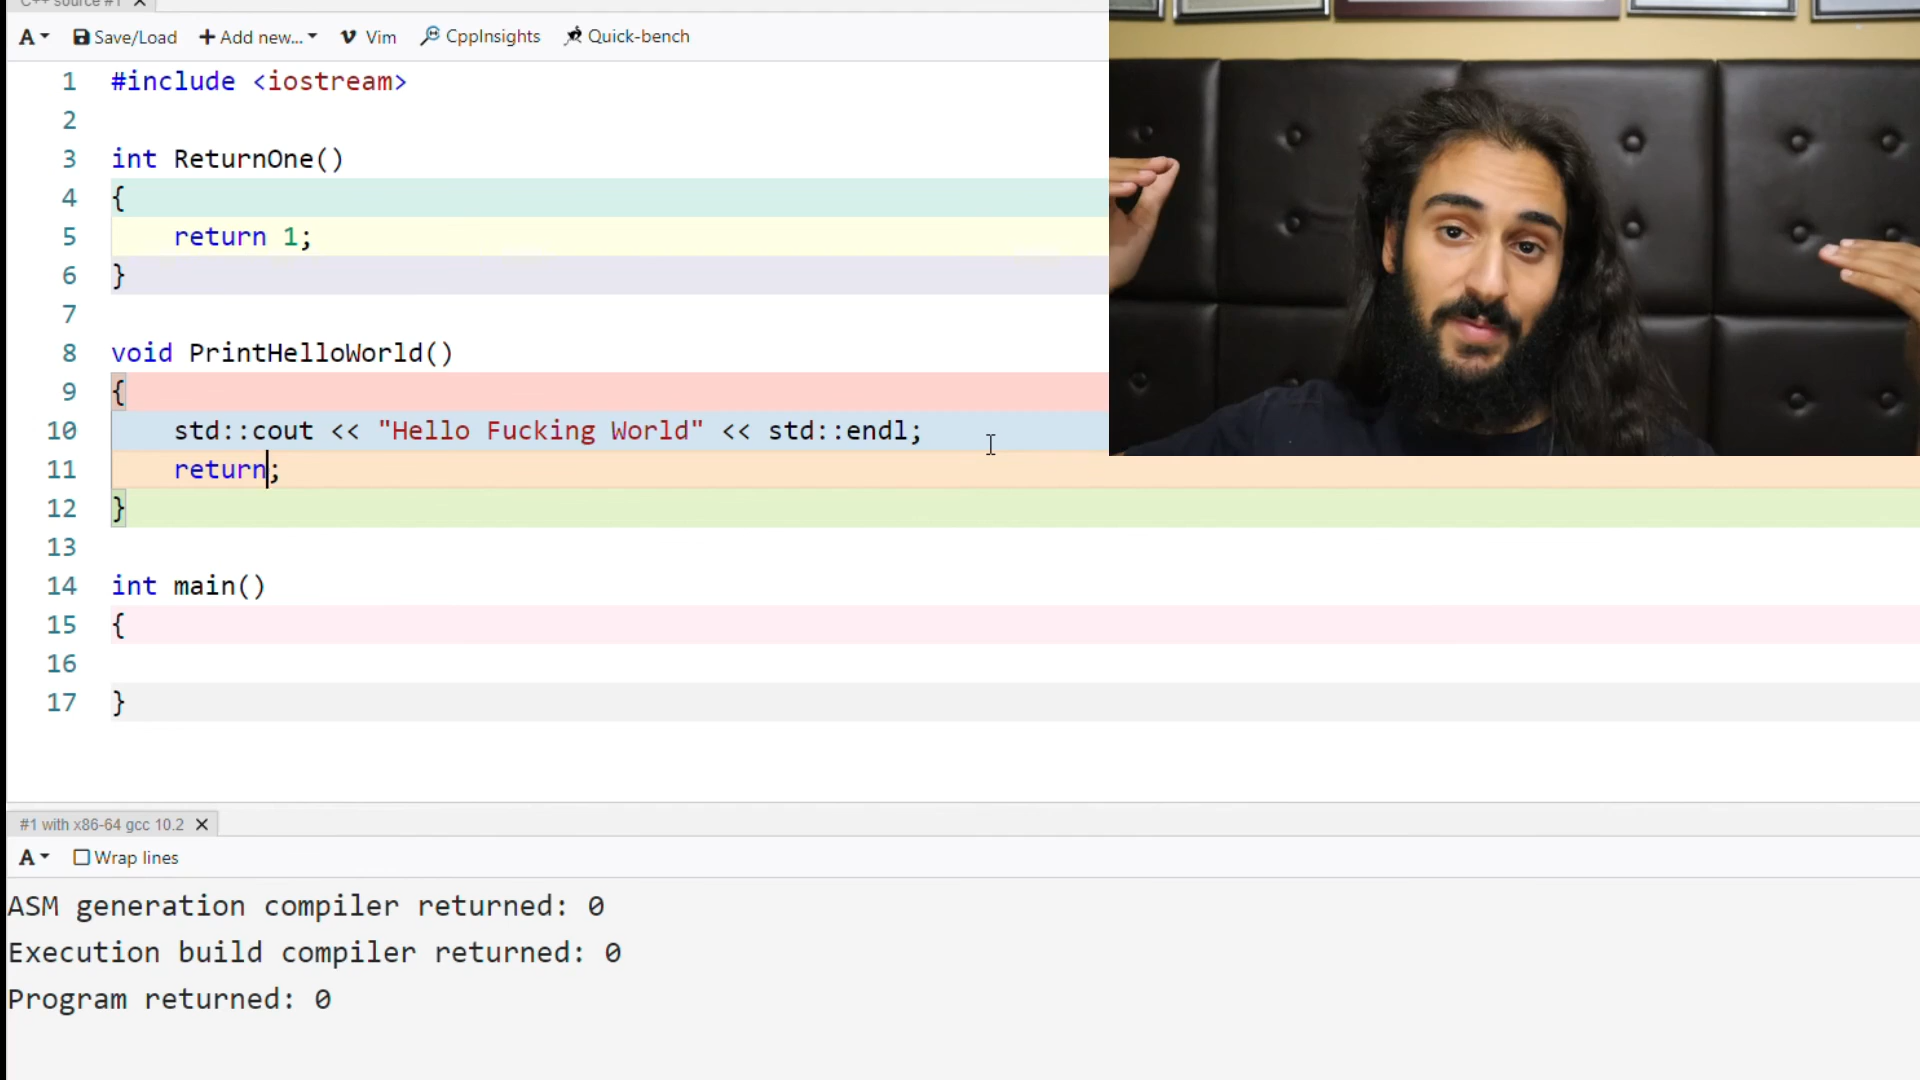 C++ source #1 X
A Save/Load + Add new... Vim CppInsights Quick-bench
1 #include <iostream>
2
3 int ReturnOne()
4 {
5 return 1;
6 }
7
8 void PrintHelloWorld()
9 {
10 std::cout << "Hello Fucking World" << std::endl;
11 return;
12 }
13
14 int main()
15 {
16
17 }
#1 with x86-64 gcc 10.2 X
A Wrap lines
ASM generation compiler returned: 0
Execution build compiler returned: 0
Program returned: 0